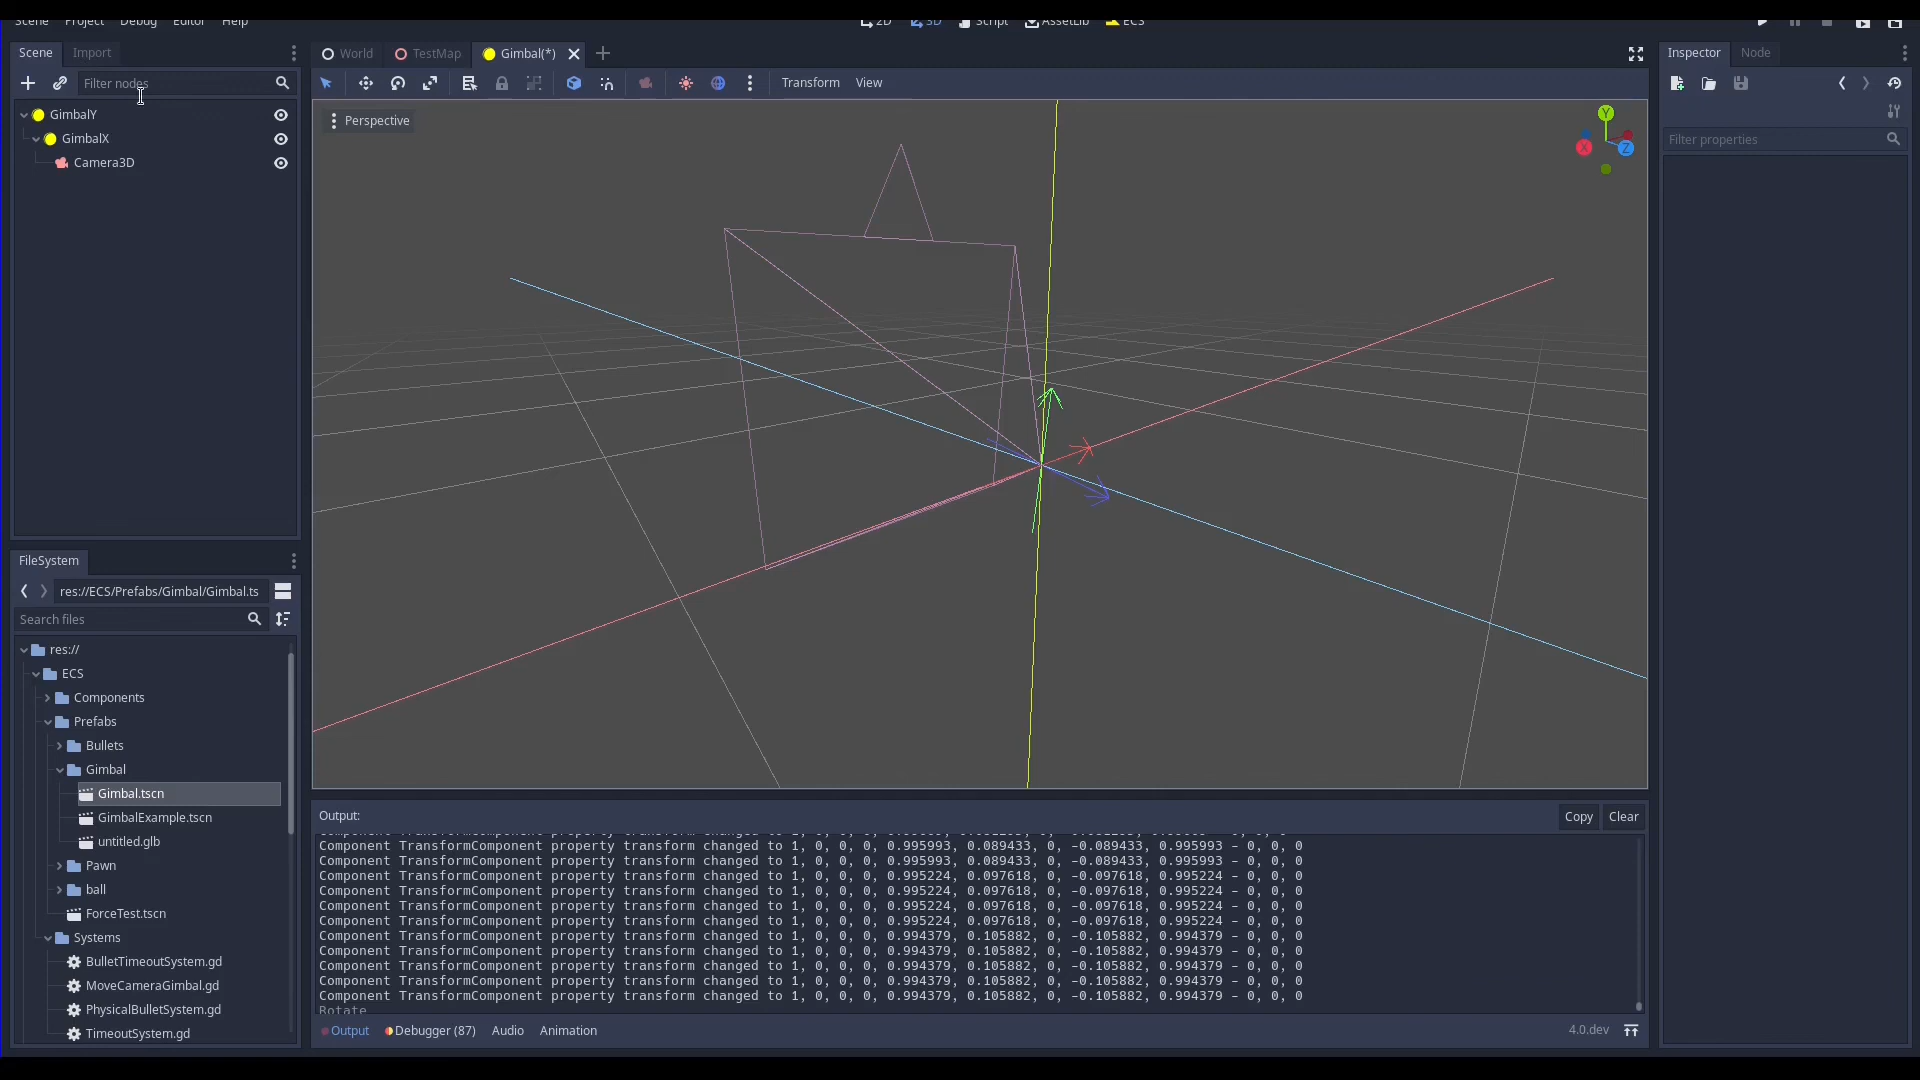 Scene Project Debug Editor Help 2D 3D Script AssetLib ECS
Scene Import
Filter nodes
GimbalY
GimbalX
Camera3D
World TestMap Gimbal(*)
Transform View
Perspective
Y
X Z
Inspector Node
Filter properties
FileSystem
res://ECS/Prefabs/Gimbal/Gimbal.ts
Search files
res://
ECS
Components
Prefabs
Bullets
Gimbal
Gimbal.tscn
GimbalExample.tscn
untitled.glb
Pawn
ball
ForceTest.tscn
Systems
BulletTimeoutSystem.gd
MoveCameraGimbal.gd
PhysicalBulletSystem.gd
TimeoutSystem.gd
Output:
Copy Clear
Component TransformComponent property transform changed to 1, 0, 0, 0, 0.995993, 0.089433, 0, -0.089433, 0.995993 - 0, 0, 0
Component TransformComponent property transform changed to 1, 0, 0, 0, 0.995993, 0.089433, 0, -0.089433, 0.995993 - 0, 0, 0
Component TransformComponent property transform changed to 1, 0, 0, 0, 0.995224, 0.097618, 0, -0.097618, 0.995224 - 0, 0, 0
Component TransformComponent property transform changed to 1, 0, 0, 0, 0.995224, 0.097618, 0, -0.097618, 0.995224 - 0, 0, 0
Component TransformComponent property transform changed to 1, 0, 0, 0, 0.995224, 0.097618, 0, -0.097618, 0.995224 - 0, 0, 0
Component TransformComponent property transform changed to 1, 0, 0, 0, 0.995224, 0.097618, 0, -0.097618, 0.995224 - 0, 0, 0
Component TransformComponent property transform changed to 1, 0, 0, 0, 0.994379, 0.105882, 0, -0.105882, 0.994379 - 0, 0, 0
Component TransformComponent property transform changed to 1, 0, 0, 0, 0.994379, 0.105882, 0, -0.105882, 0.994379 - 0, 0, 0
Component TransformComponent property transform changed to 1, 0, 0, 0, 0.994379, 0.105882, 0, -0.105882, 0.994379 - 0, 0, 0
Component TransformComponent property transform changed to 1, 0, 0, 0, 0.994379, 0.105882, 0, -0.105882, 0.994379 - 0, 0, 0
Component TransformComponent property transform changed to 1, 0, 0, 0, 0.994379, 0.105882, 0, -0.105882, 0.994379 - 0, 0, 0
Rotate
Output Debugger (87) Audio Animation 4.0.dev